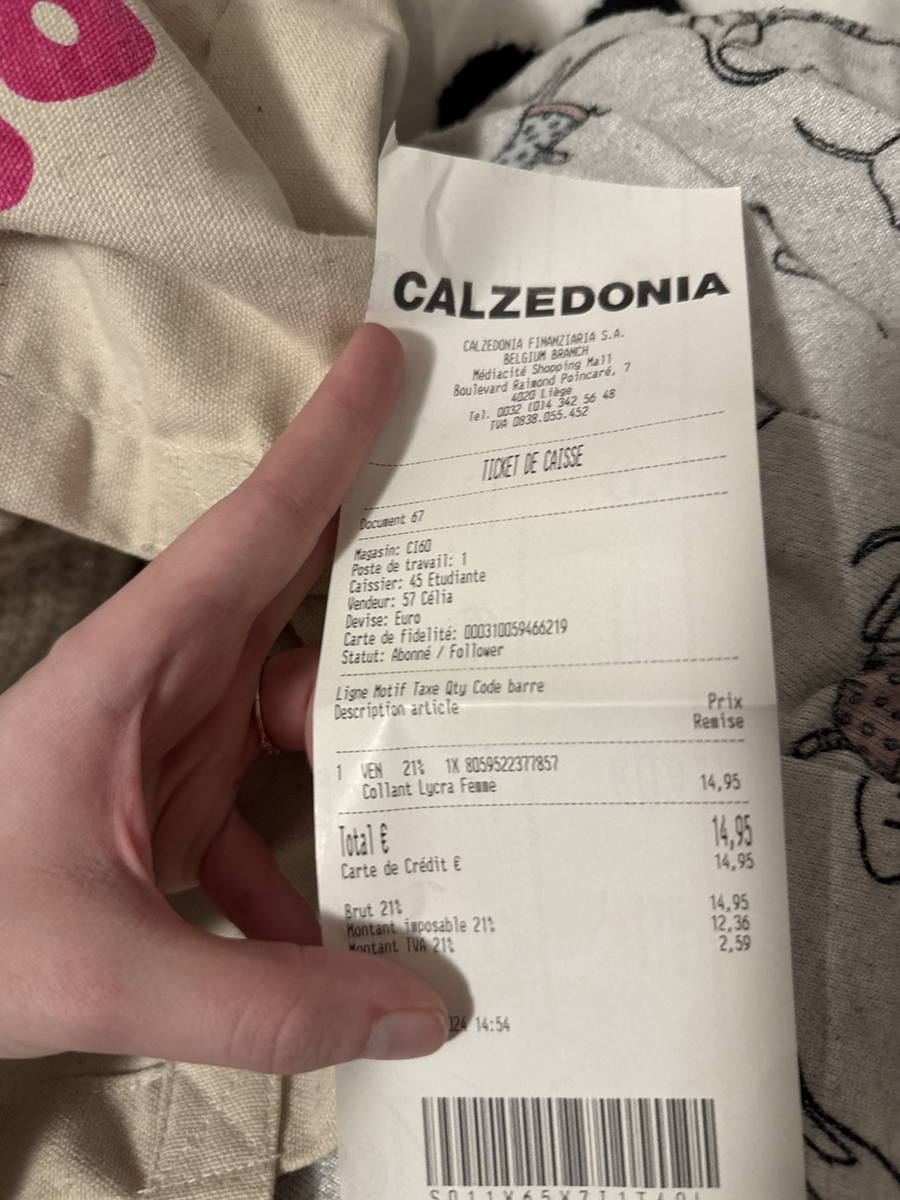 CALZEDONIA
CALZEDONIA FINANZIARIA S.A.
BELGIUM BRANCH
Médiacité Shopping Mall
Boulevard Raimond Poincaré, 7
4020 Liège
Tel. 0032 (0)4 342 56 48
TVA 0838.055.452
TICKET DE CAISSE
Document 67
Magasin: CI60
Poste de travail: 1
Caissier: 45 Etudiante
Vendeur: 57 Célia
Devise: Euro
Carte de fidelité: 000310059466219
Statut: Abonné / Follower
Ligne Motif Taxe Qty Code barre
Description article Prix
Remise
1 VEN 21% 1X 8059522377857
Collant Lycra Femme 14,95
Total € 14,95
Carte de Crédit € 14,95
Brut 21% 14,95
Montant imposable 21% 12,36
Montant TVA 21% 2,59
024 14:54